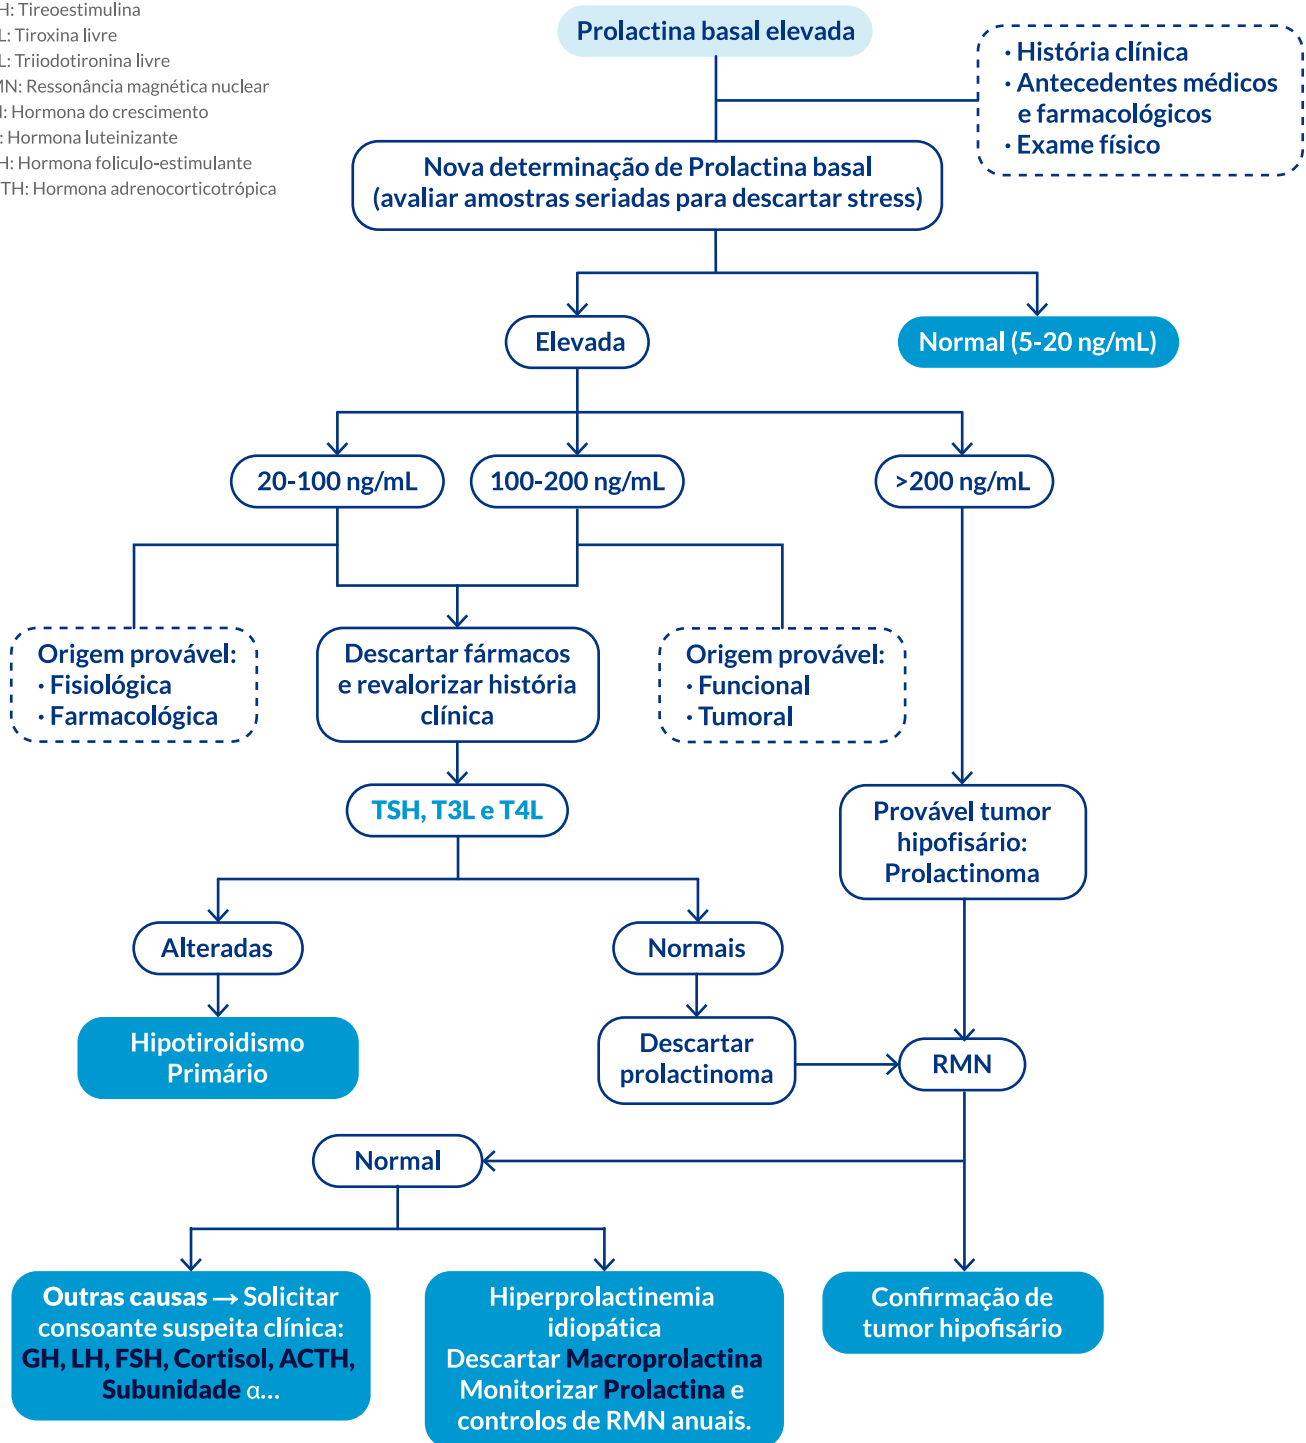 H: Tireoestimulina
L: Tiroxina livre
L: Triiodotironina livre
MN: Ressonância magnética nuclear
H: Hormona do crescimento
: Hormona luteinizante
H: Hormona foliculo-estimulante
TH: Hormona adrenocorticotrópica
Prolactina basal elevada
· História clínica
· Antecedentes médicos
e farmacológicos
· Exame físico
Nova determinação de Prolactina basal
(avaliar amostras seriadas para descartar stress)
Elevada
Normal (5-20 ng/mL)
20-100 ng/mL
100-200 ng/mL
>200 ng/mL
Origem provável:
· Fisiológica
· Farmacológica
Descartar fármacos
e revalorizar história
clínica
Origem provável:
· Funcional
· Tumoral
TSH, T3L e T4L
Provável tumor
hipofisário:
Prolactinoma
Alteradas
Normais
Hipotiroidismo
Primário
Descartar
prolactinoma
RMN
Normal
Outras causas → Solicitar
consoante suspeita clínica:
GH, LH, FSH, Cortisol, ACTH,
Subunidade α...
Hiperprolactinemia
idiopática
Descartar Macroprolactina
Monitorizar Prolactina e
controlos de RMN anuais.
Confirmação de
tumor hipofisário